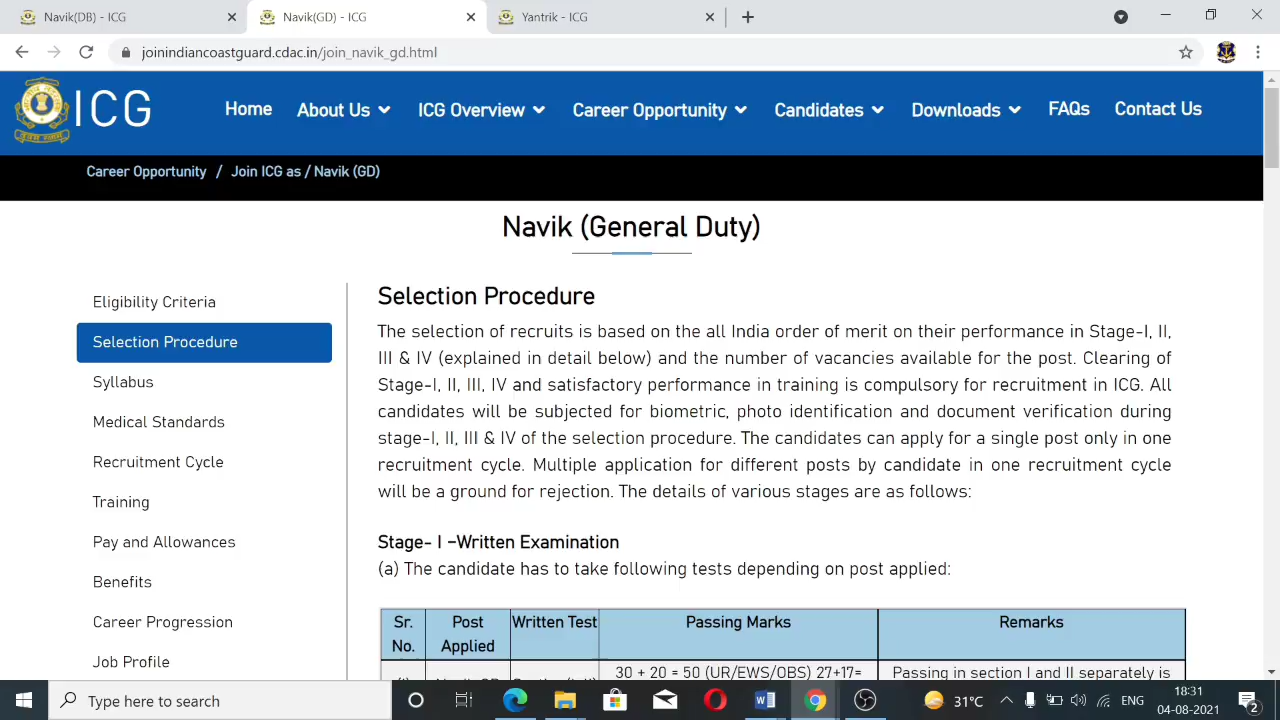 Navik(DB) - ICG
Navik(GD) - ICG
Yantrik - ICG
joinindiancoastguard.cdac.in/join_navik_gd.html
ICG
Home
About Us
ICG Overview
Career Opportunity
Candidates
Downloads
FAQs
Contact Us
Career Opportunity / Join ICG as / Navik (GD)
Navik (General Duty)
Eligibility Criteria
Selection Procedure
Syllabus
Medical Standards
Recruitment Cycle
Training
Pay and Allowances
Benefits
Career Progression
Job Profile
Selection Procedure
The selection of recruits is based on the all India order of merit on their performance in Stage-I, II,
III & IV (explained in detail below) and the number of vacancies available for the post. Clearing of
Stage-I, II, III, IV and satisfactory performance in training is compulsory for recruitment in ICG. All
candidates will be subjected for biometric, photo identification and document verification during
stage-I, II, III & IV of the selection procedure. The candidates can apply for a single post only in one
recruitment cycle. Multiple application for different posts by candidate in one recruitment cycle
will be a ground for rejection. The details of various stages are as follows:
Stage- I –Written Examination
(a) The candidate has to take following tests depending on post applied:
Sr. No.
Post Applied
Written Test
Passing Marks
Remarks
30 + 20 = 50 (UR/EWS/OBS) 27+17=
Passing in section I and II separately is
Type here to search
31°C
ENG
18:31
04-08-2021
2